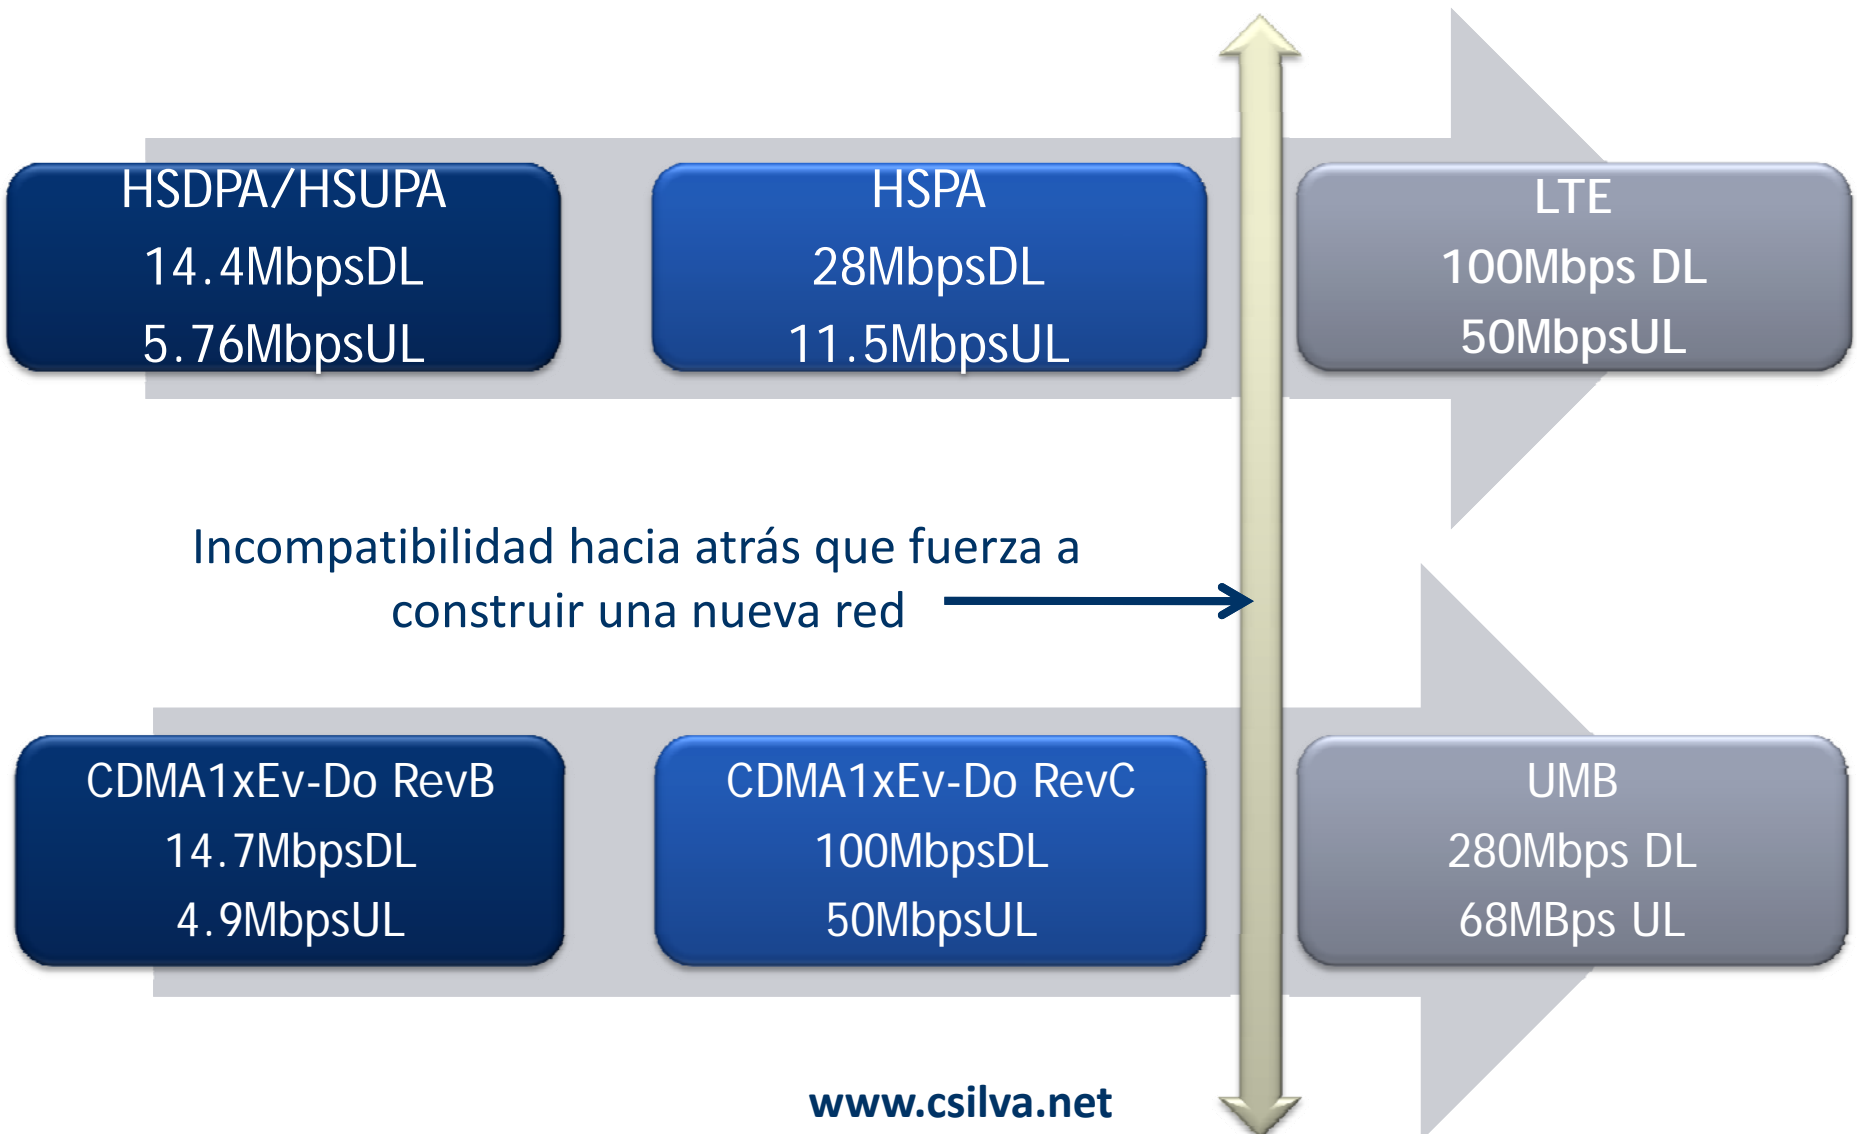 HSDPA/HSUPA
14.4MbpsDL
5.76MbpsUL
HSPA
28MbpsDL
11.5MbpsUL
LTE
100Mbps DL
50MbpsUL
Incompatibilidad hacia atrás que fuerza a
construir una nueva red
CDMA1xEv-Do RevB
14.7MbpsDL
4.9MbpsUL
CDMA1xEv-Do RevC
100MbpsDL
50MbpsUL
UMB
280Mbps DL
68MBps UL
www.csilva.net